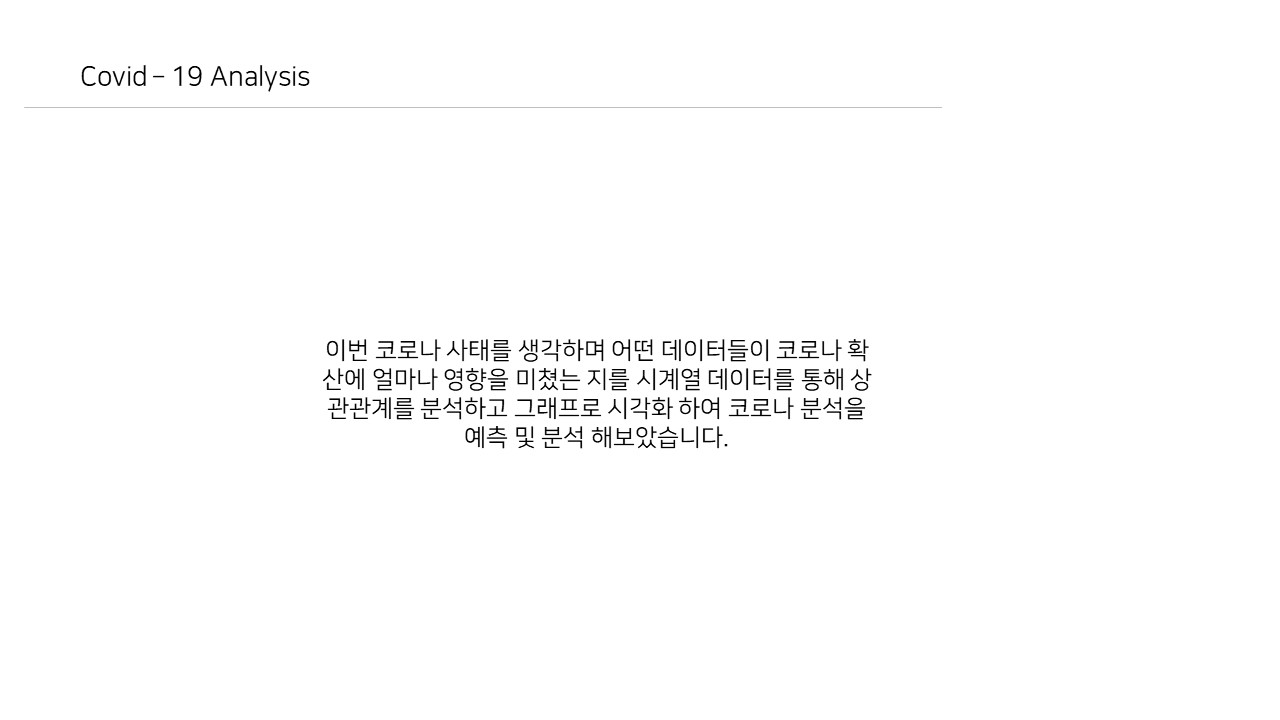 Covid – 19 Analysis
이번 코로나 사태를 생각하며 어떤 데이터들이 코로나 확
산에 얼마나 영향을 미쳤는 지를 시계열 데이터를 통해 상
관관계를 분석하고 그래프로 시각화 하여 코로나 분석을
예측 및 분석 해보았습니다.